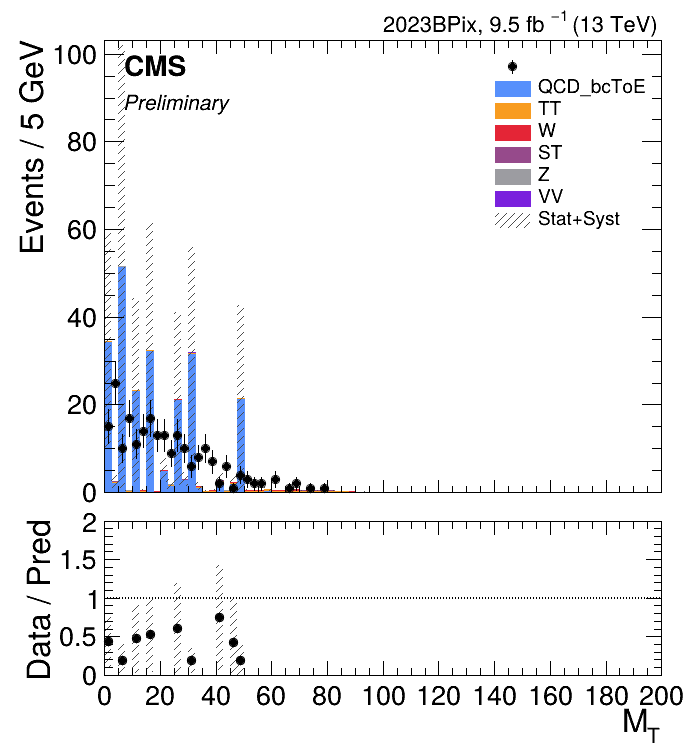 2023BPix, 9.5 fb⁻¹ (13 TeV)
CMS
Preliminary
QCD_bcToE
TT
W
ST
Z
VV
Stat+Syst
Events / 5 GeV
100
80
60
40
20
0
Data / Pred
2
1.5
1
0.5
0
0 20 40 60 80 100 120 140 160 180 200
M_T